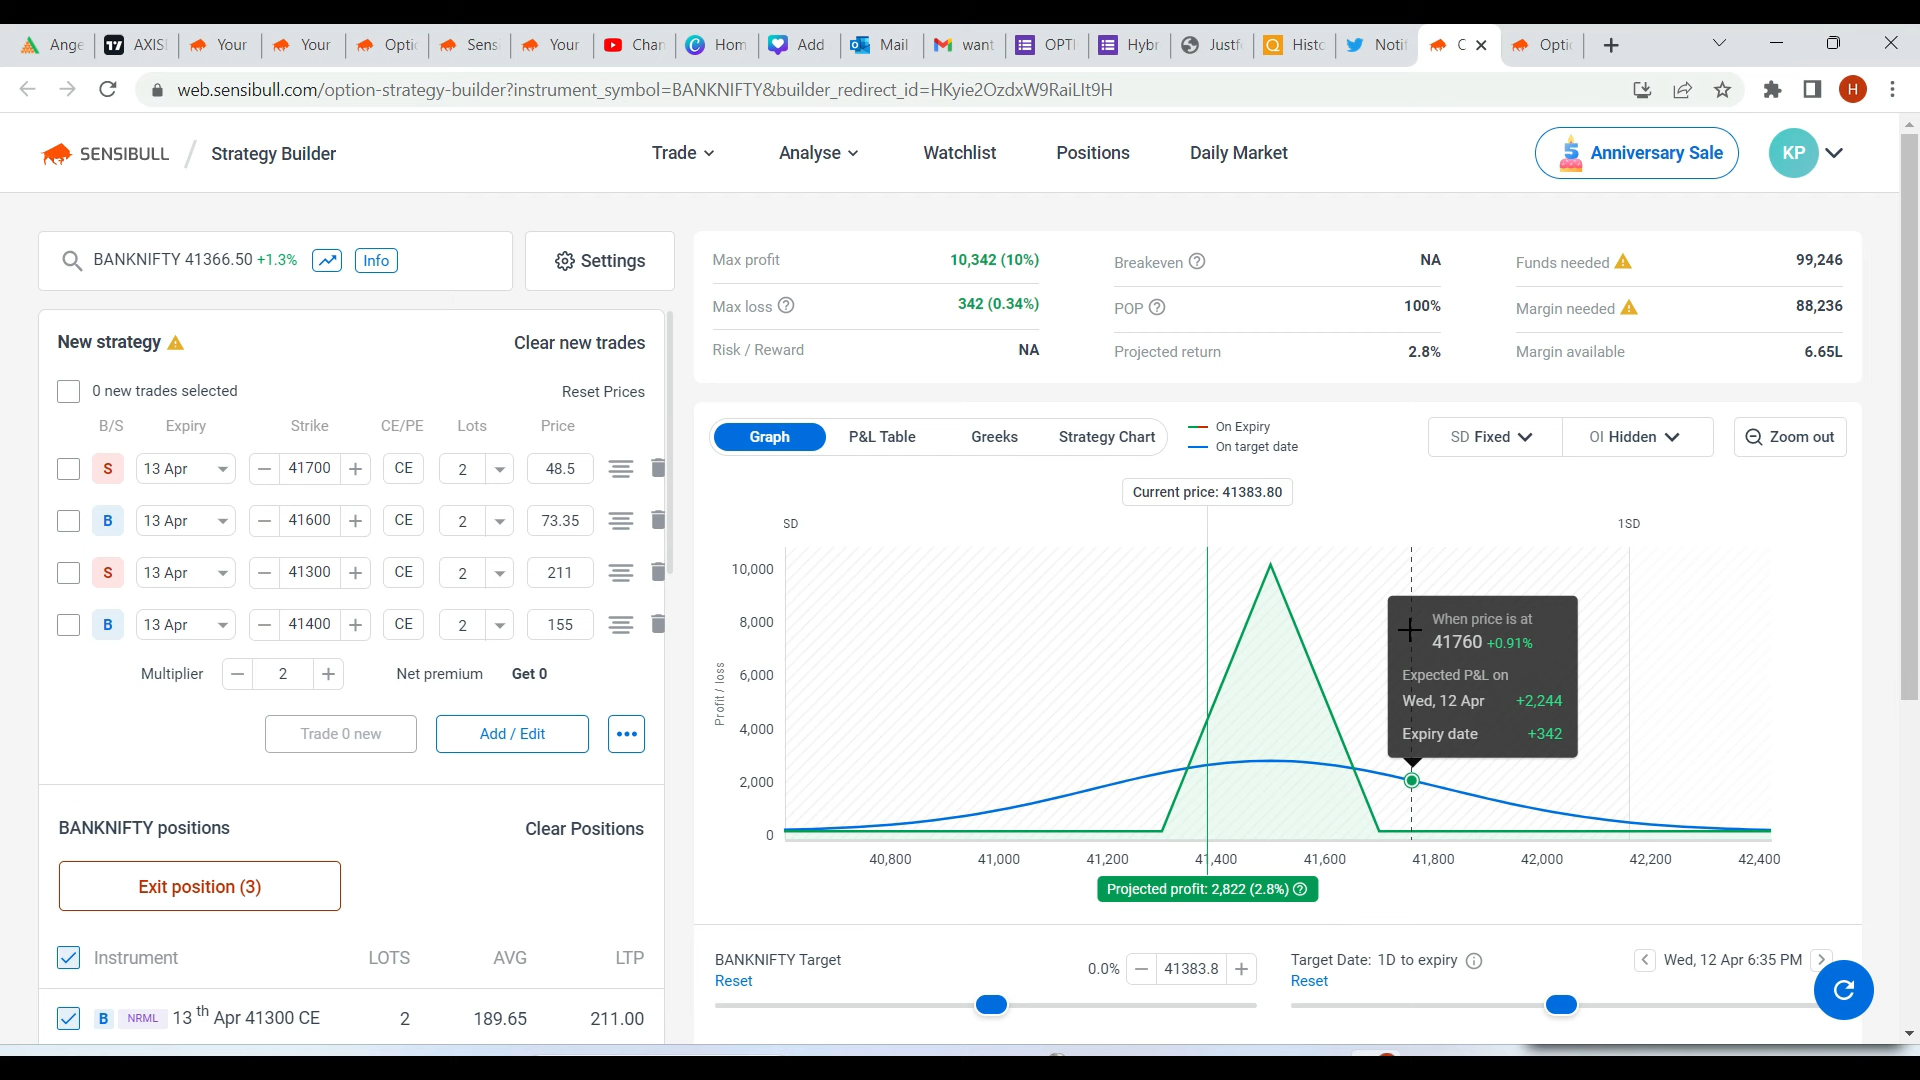 Ange
AXIS
Your
Your
Optic
Sensi
Your
Chan
Hom
Add
Mail
want
OPTI
Hybr
Justfo
Histo
Notif
C
Optic
web.sensibull.com/option-strategy-builder?instrument_symbol=BANKNIFTY&builder_redirect_id=HKyie2OzdxW9RaiLIt9H
H
SENSIBULL / Strategy Builder
Trade
Analyse
Watchlist
Positions
Daily Market
5 Anniversary Sale
KP
BANKNIFTY 41366.50 +1.3% Info
Settings
New strategy
Clear new trades
0 new trades selected
Reset Prices
B/S Expiry Strike CE/PE Lots Price
S 13 Apr − 41700 + CE 2 48.5
B 13 Apr − 41600 + CE 2 73.35
S 13 Apr − 41300 + CE 2 211
B 13 Apr − 41400 + CE 2 155
Multiplier − 2 + Net premium Get 0
Trade 0 new
Add / Edit
BANKNIFTY positions
Clear Positions
Exit position (3)
Instrument LOTS AVG LTP
B NRML 13 th Apr 41300 CE 2 189.65 211.00
Max profit 10,342 (10%)
Max loss 342 (0.34%)
Risk / Reward NA
Breakeven NA
POP 100%
Projected return 2.8%
Funds needed 99,246
Margin needed 88,236
Margin available 6.65L
Graph
P&L Table
Greeks
Strategy Chart
On Expiry
On target date
SD Fixed
OI Hidden
Zoom out
Current price: 41383.80
SD
1SD
Profit / loss
10,000
8,000
6,000
4,000
2,000
0
When price is at
41760 +0.91%
Expected P&L on
Wed, 12 Apr +2,244
Expiry date +342
40,800 41,000 41,200 41,400 41,600 41,800 42,000 42,200 42,400
Projected profit: 2,822 (2.8%)
BANKNIFTY Target
Reset
0.0% − 41383.8 +
Target Date: 1D to expiry
Reset
Wed, 12 Apr 6:35 PM